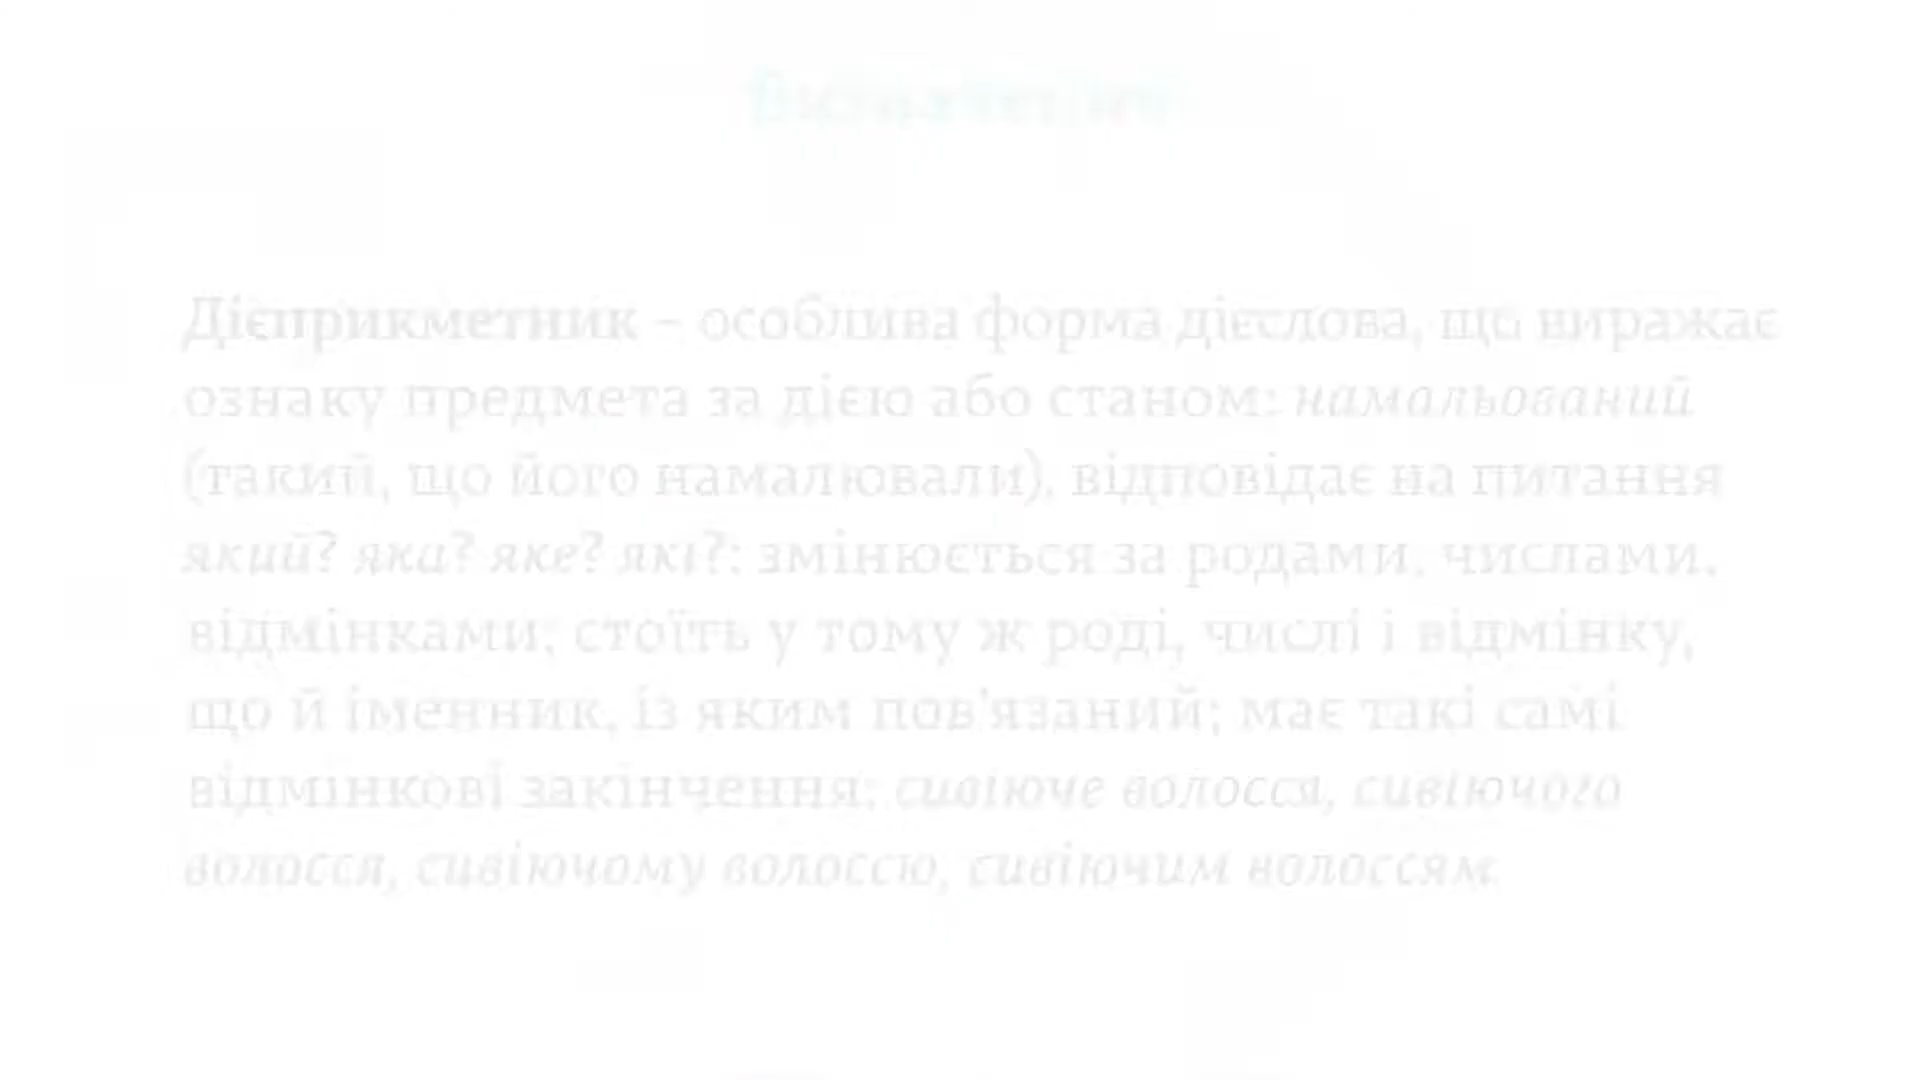 Визначення
Дієприкметник – особлива форма дієслова, що виражає
ознаку предмета за дією або станом: намальований
(такий, що його намалювали), відповідає на питання
який? яка? яке? які?; змінюється за родами, числами,
відмінками; стоїть у тому ж роді, числі і відмінку,
що й іменник, із яким пов'язаний; має такі самі
відмінкові закінчення: сивіюче волосся, сивіючого
волосся, сивіючому волоссю, сивіючим волоссям